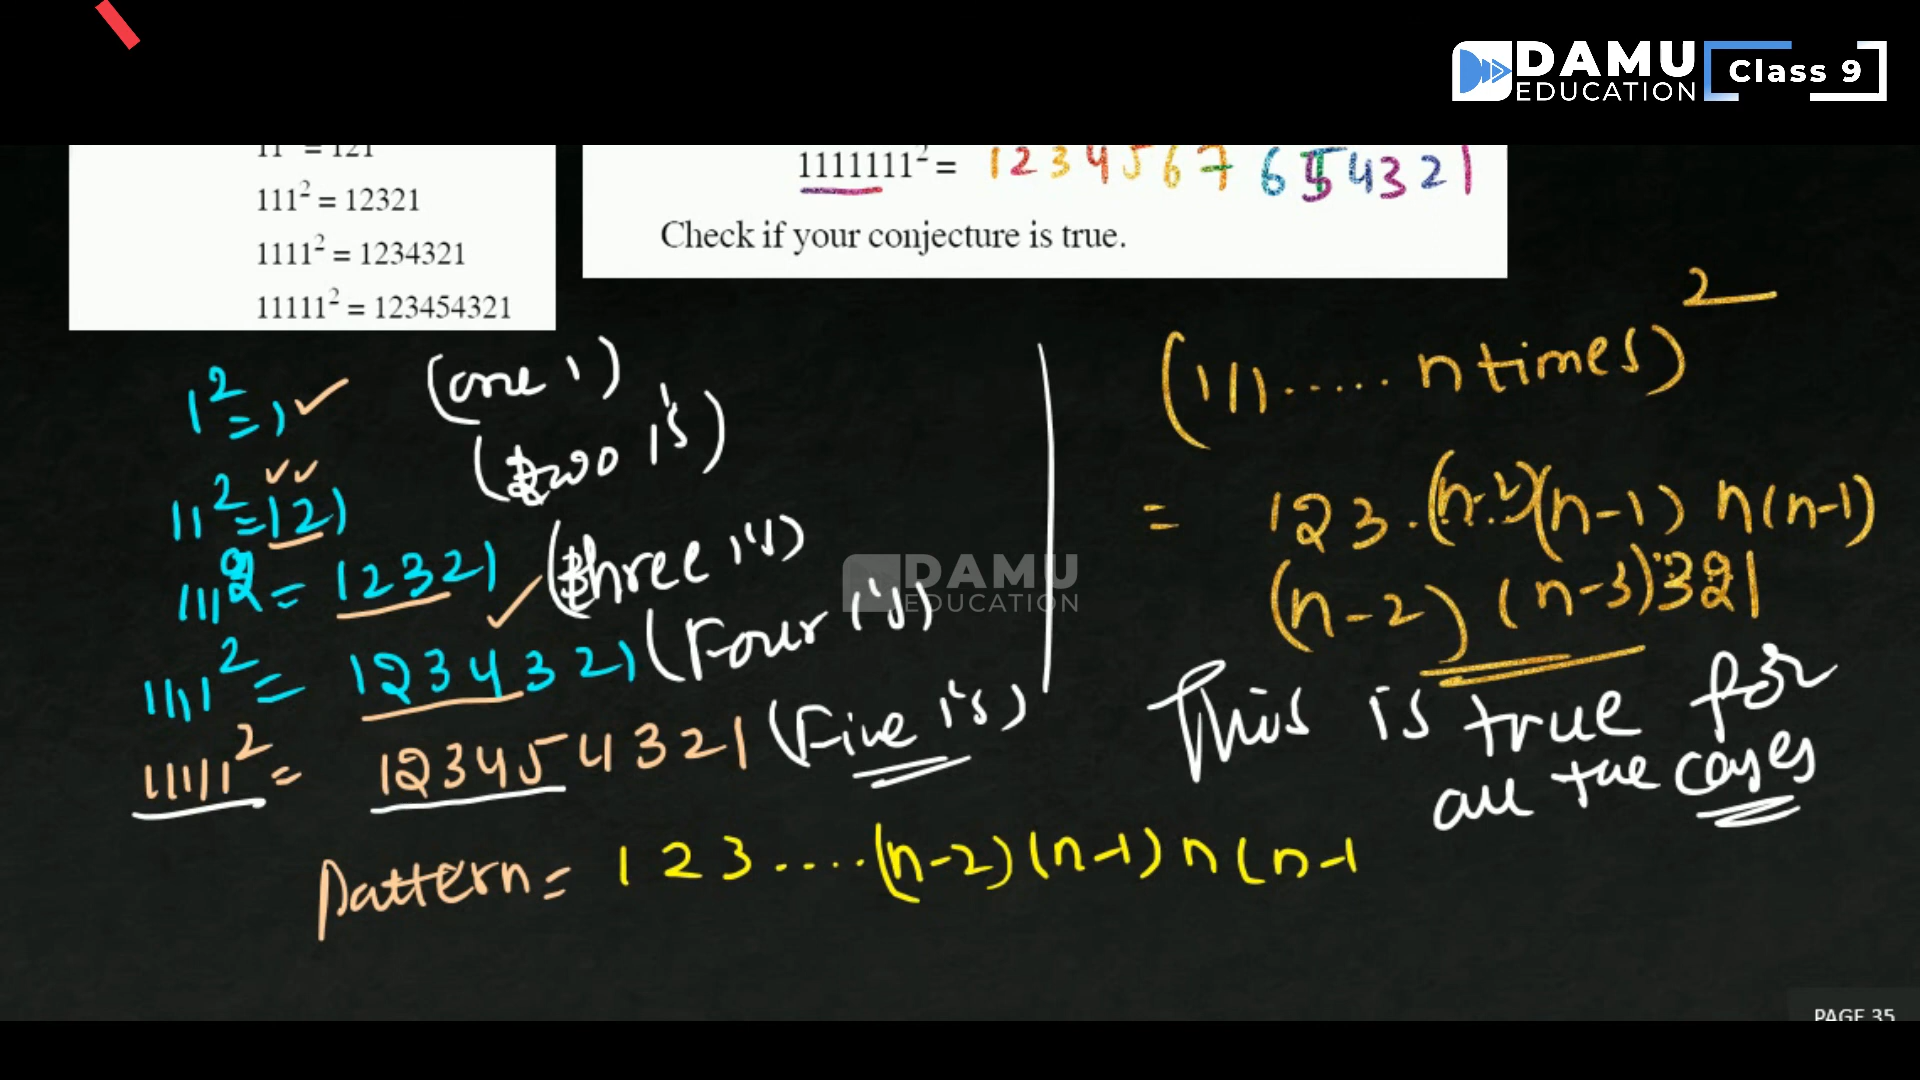 DAMU
EDUCATION
Class 9
11² = 121
111² = 12321
1111² = 1234321
11111² = 123454321
1111111² = 1234567654321
Check if your conjecture is true.
1² = 1 (one 1)
11² = 121 (two 1's)
111² = 12321 (three 1's)
1111² = 1234321 (Four 1's)
11111² = 123454321 (Five 1's)
pattern = 1 2 3 .... (n-2) (n-1) n (n-1
(111 ..... n times)²
= 123 . (n-2)(n-1) n(n-1)
(n-2) (n-3)321
This is true for
all the cases
DAMU
EDUCATION
PAGE 35